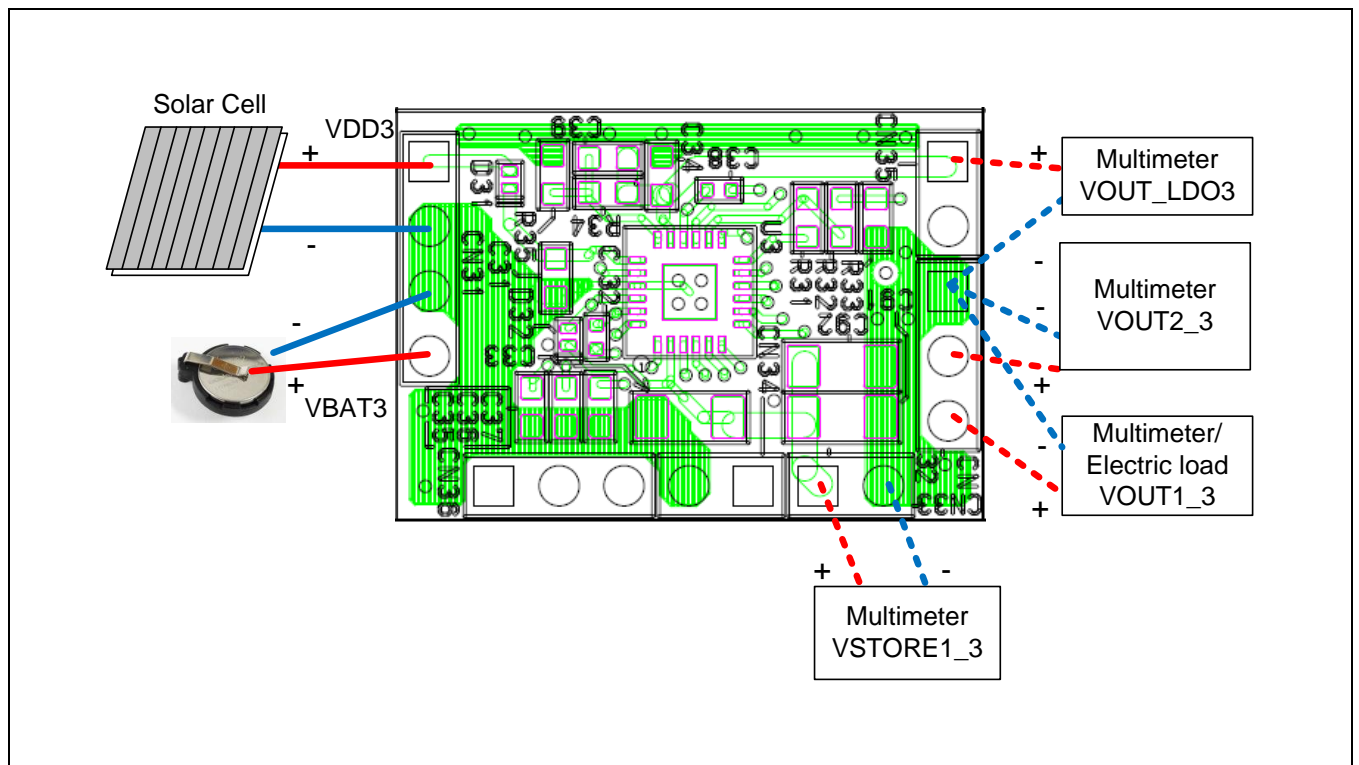 Solar Cell
VDD3
+
-
-
+
VBAT3
C39
C34
C38
CN35
D31
R35
R34
CN31
C31
D32
C32
C33
U3
R31
R32
R33
C91
C92
CN34
C35
C36
C37
CN36
CN32
CN33
+
Multimeter
VOUT_LDO3
-
-
Multimeter
VOUT2_3
+
-
Multimeter/
Electric load
VOUT1_3
+
+
-
Multimeter
VSTORE1_3